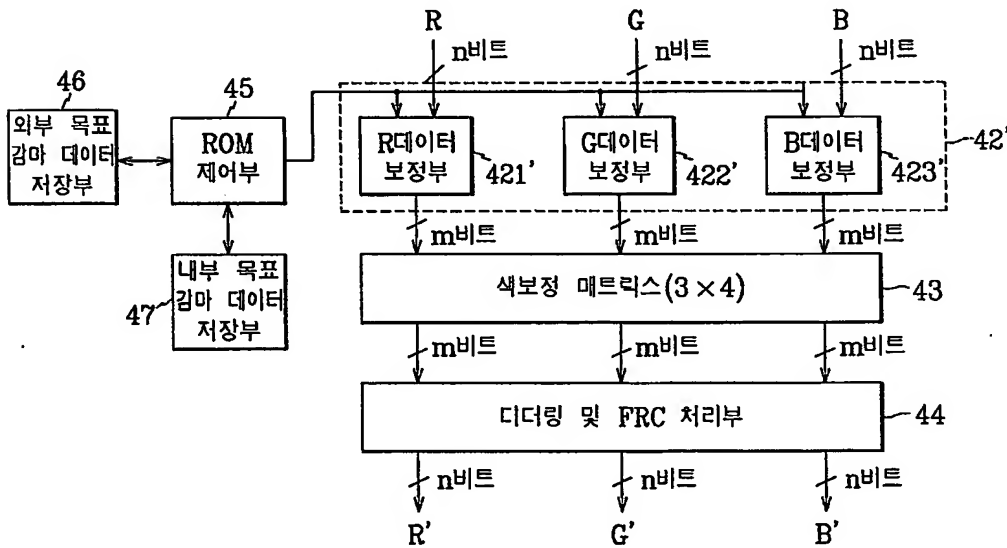 R G B
n비트 n비트 n비트
46
외부 목표
감마 데이터
저장부
45
ROM
제어부
R데이터
보정부
421'
G데이터
보정부
422'
B데이터
보정부
423'
42'
m비트 m비트 m비트
내부 목표
감마 데이터
저장부
47
색보정 매트릭스(3×4)
43
m비트 m비트 m비트
디더링 및 FRC 처리부
44
n비트 n비트 n비트
R' G' B'